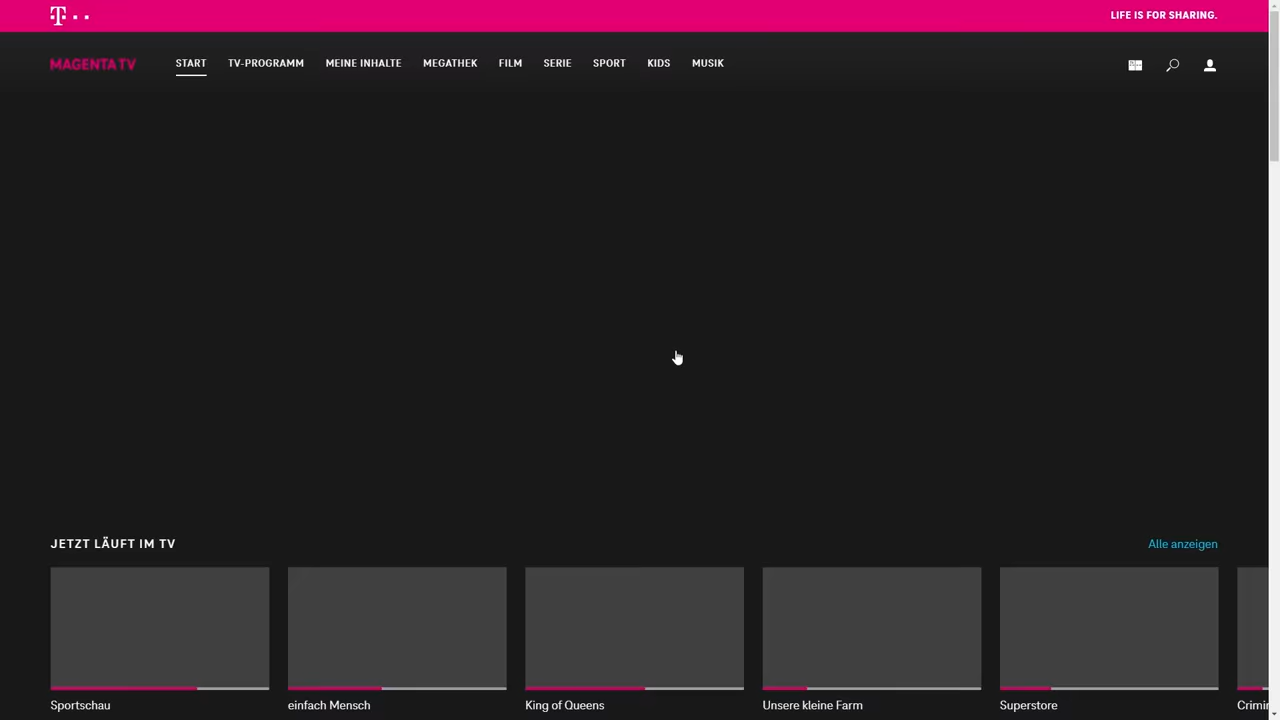 T
LIFE IS FOR SHARING.
MAGENTA TV START TV-PROGRAMM MEINE INHALTE MEGATHEK FILM SERIE SPORT KIDS MUSIK
JETZT LÄUFT IM TV Alle anzeigen
Sportschau einfach Mensch King of Queens Unsere kleine Farm Superstore Crimi